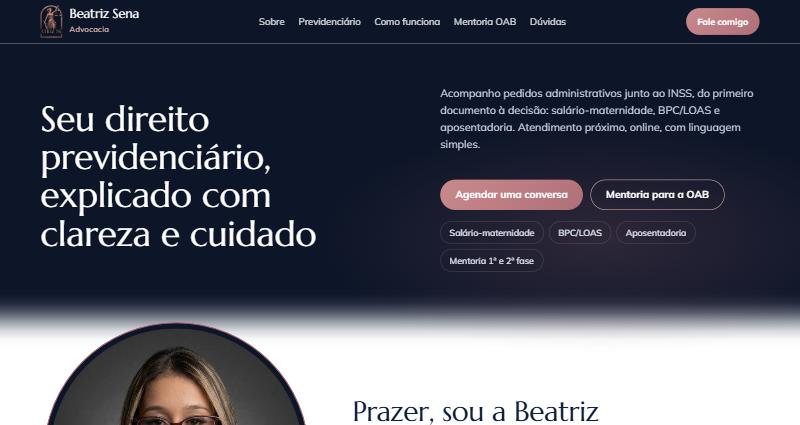 Beatriz Sena
Advocacia
Sobre
Previdenciário
Como funciona
Mentoria OAB
Dúvidas
Fale comigo
Seu direito
previdenciário,
explicado com
clareza e cuidado
Acompanho pedidos administrativos junto ao INSS, do primeiro
documento à decisão: salário-maternidade, BPC/LOAS e
aposentadoria. Atendimento próximo, online, com linguagem
simples.
Agendar uma conversa
Mentoria para a OAB
Salário-maternidade
BPC/LOAS
Aposentadoria
Mentoria 1ª e 2ª fase
Prazer, sou a Beatriz